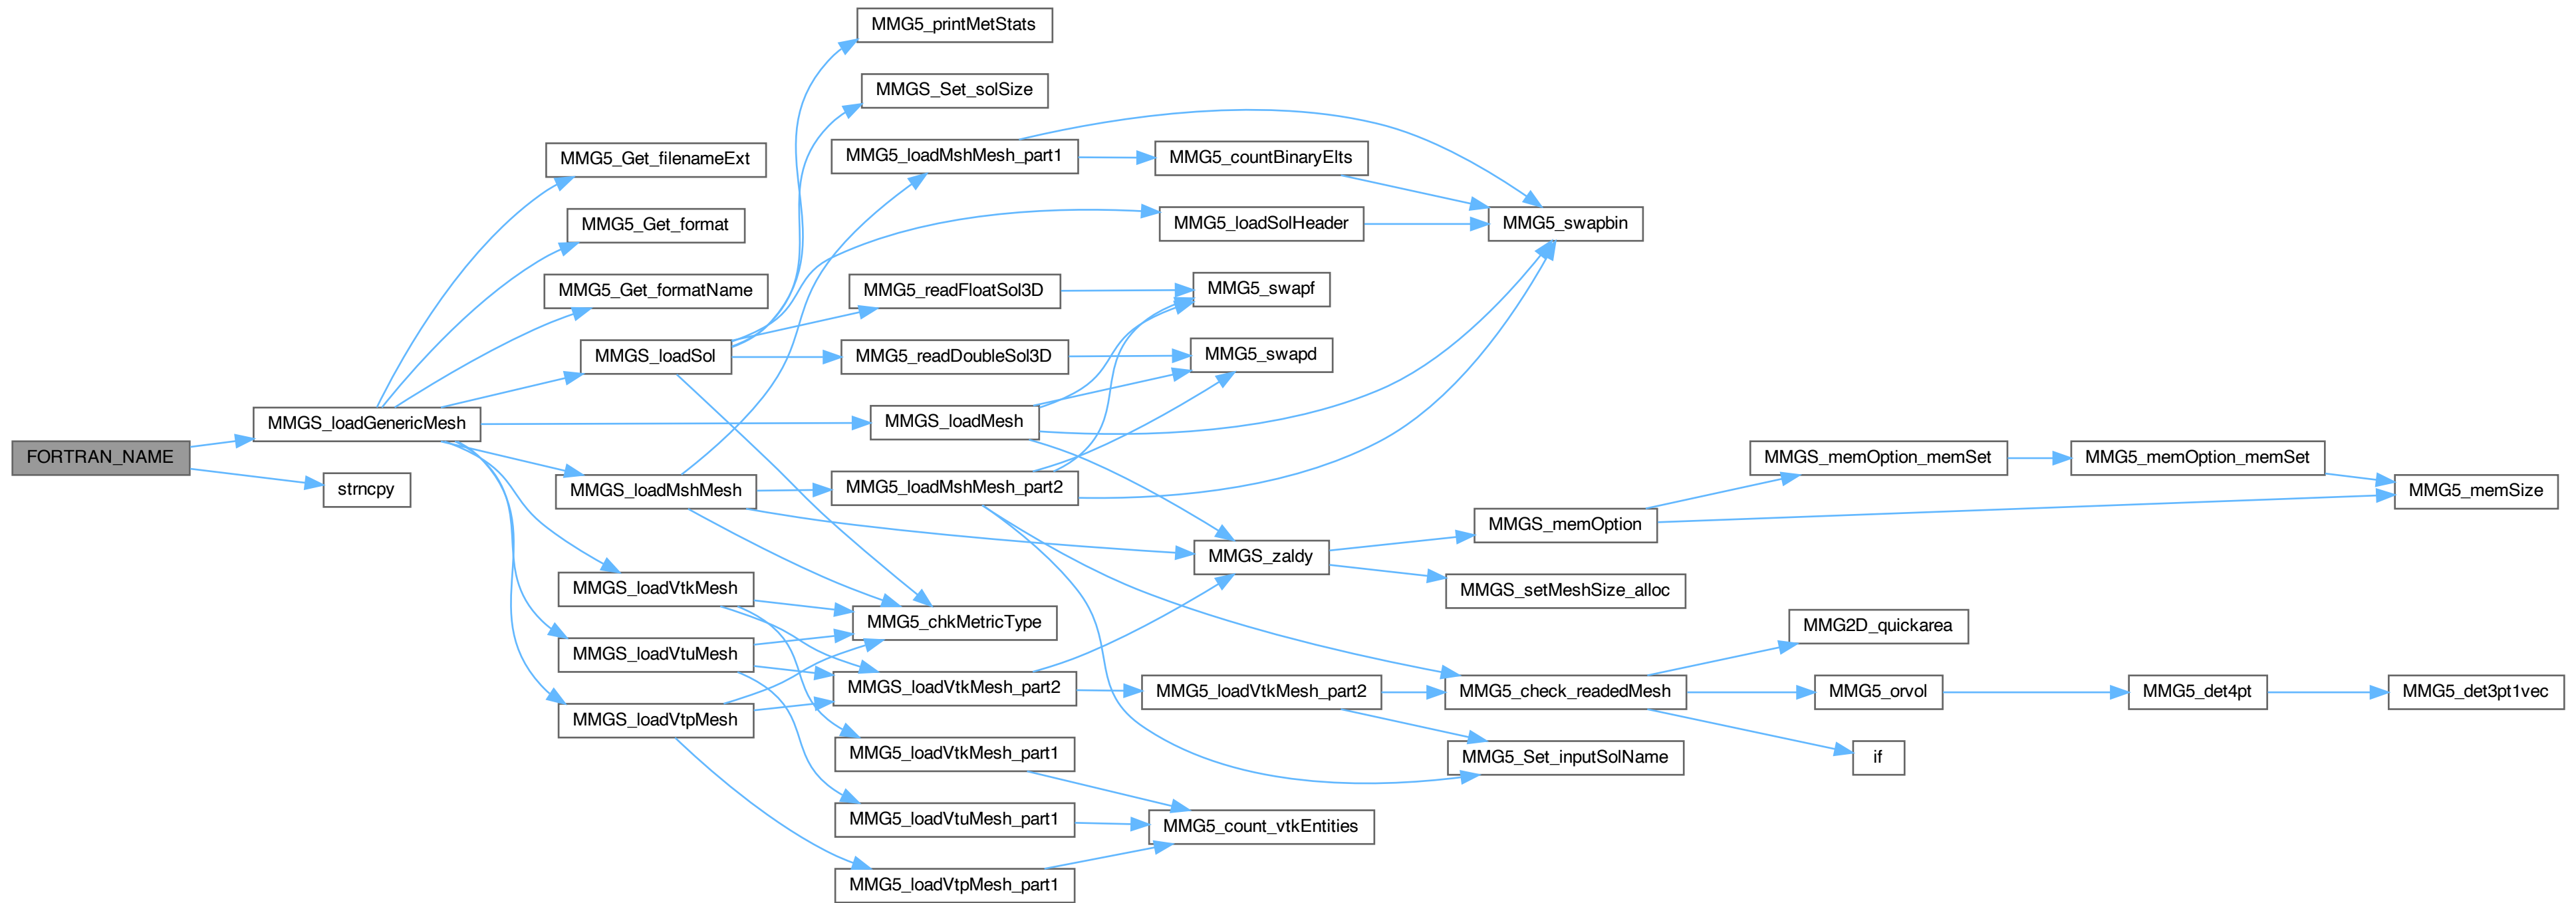 MMG5_printMetStats
MMGS_Set_solSize
MMG5_loadMshMesh_part1
MMG5_Get_filenameExt
MMG5_countBinaryElts
MMG5_Get_format
MMG5_loadSolHeader
MMG5_swapbin
MMG5_Get_formatName
MMG5_readFloatSol3D
MMG5_swapf
MMGS_loadSol
MMG5_readDoubleSol3D
MMG5_swapd
MMGS_loadGenericMesh
MMGS_loadMesh
FORTRAN_NAME
MMGS_memOption_memSet
MMG5_memOption_memSet
strncpy
MMGS_loadMshMesh
MMG5_loadMshMesh_part2
MMG5_memSize
MMGS_memOption
MMGS_zaldy
MMGS_loadVtkMesh
MMGS_setMeshSize_alloc
MMG5_chkMetricType
MMG2D_quickarea
MMGS_loadVtuMesh
MMGS_loadVtkMesh_part2
MMG5_loadVtkMesh_part2
MMG5_check_readedMesh
MMG5_orvol
MMG5_det4pt
MMG5_det3pt1vec
MMGS_loadVtpMesh
MMG5_loadVtkMesh_part1
MMG5_Set_inputSolName
if
MMG5_loadVtuMesh_part1
MMG5_count_vtkEntities
MMG5_loadVtpMesh_part1